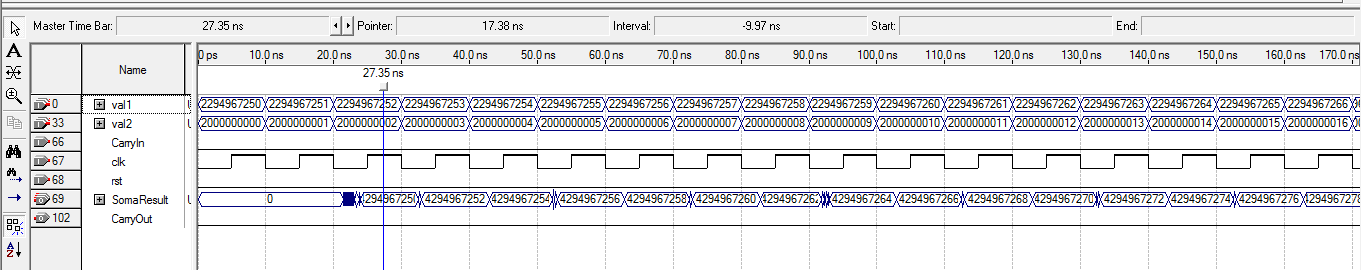 Master Time Bar: 27.35 ns Pointer: 17.38 ns Interval: -9.97 ns Start: End:
Name 0 ps 10.0 ns 20.0 ns 30.0 ns 40.0 ns 50.0 ns 60.0 ns 70.0 ns 80.0 ns 90.0 ns 100.0 ns 110.0 ns 120.0 ns 130.0 ns 140.0 ns 150.0 ns 160.0 ns 170.0 ns
27.35 ns
0 val1 2294967250 2294967251 2294967252 2294967253 2294967254 2294967255 2294967256 2294967257 2294967258 2294967259 2294967260 2294967261 2294967262 2294967263 2294967264 2294967265 2294967266
33 val2 2000000000 2000000001 2000000002 2000000003 2000000004 2000000005 2000000006 2000000007 2000000008 2000000009 2000000010 2000000011 2000000012 2000000013 2000000014 2000000015 2000000016
66 CarryIn
67 clk
68 rst
69 SomaResult 0 294967250 4294967252 4294967254 4294967256 4294967258 4294967260 4294967262 4294967264 4294967266 4294967268 4294967270 4294967272 4294967274 4294967276 4294967278
102 CarryOut